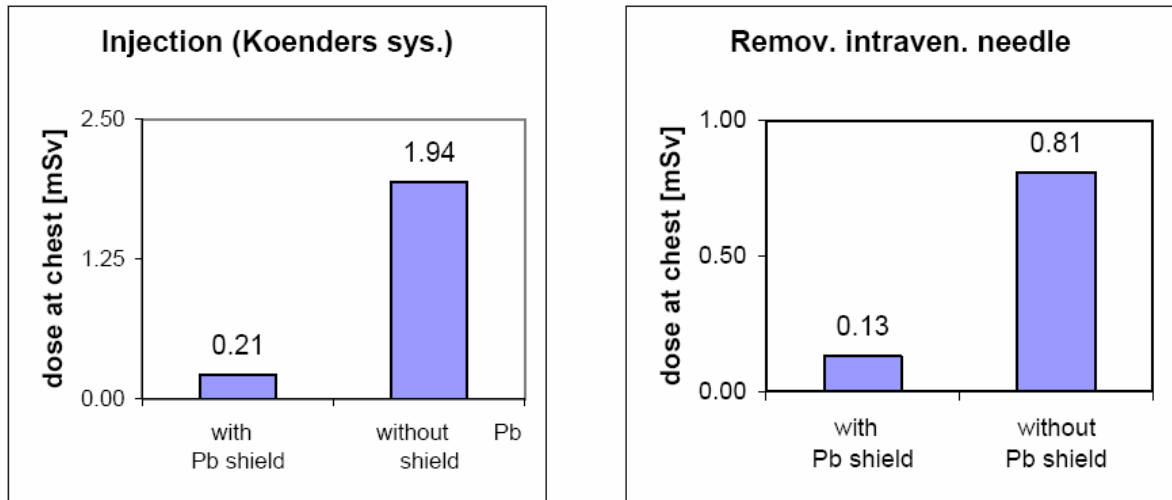 Injection (Koenders sys.)
dose at chest [mSv]
2.50
1.25
0.00
0.21
1.94
with
Pb shield
without Pb
shield
Remov. intraven. needle
dose at chest [mSv]
1.00
0.50
0.00
0.13
0.81
with
Pb shield
without
Pb shield